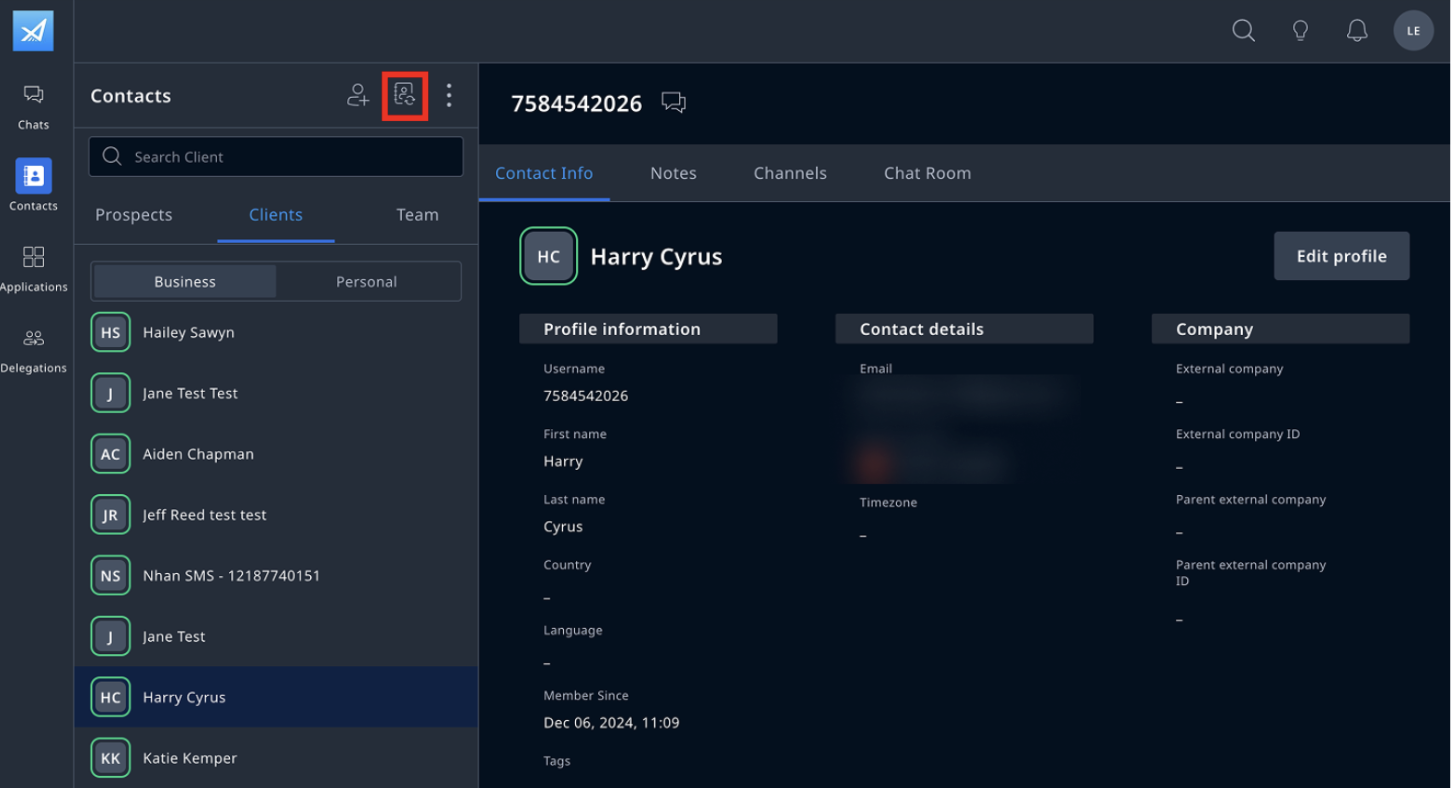 LE
Chats
Contacts
Applications
Delegations
Contacts
Search Client
Prospects
Clients
Team
Business
Personal
HS
Hailey Sawyn
J
Jane Test Test
AC
Aiden Chapman
JR
Jeff Reed test test
NS
Nhan SMS - 12187740151
J
Jane Test
HC
Harry Cyrus
KK
Katie Kemper
7584542026
Contact Info
Notes
Channels
Chat Room
HC
Harry Cyrus
Edit profile
Profile information
Username
7584542026
First name
Harry
Last name
Cyrus
Country
–
Language
–
Member Since
Dec 06, 2024, 11:09
Tags
Contact details
Email
Timezone
–
Company
External company
–
External company ID
–
Parent external company
–
Parent external company
ID
–